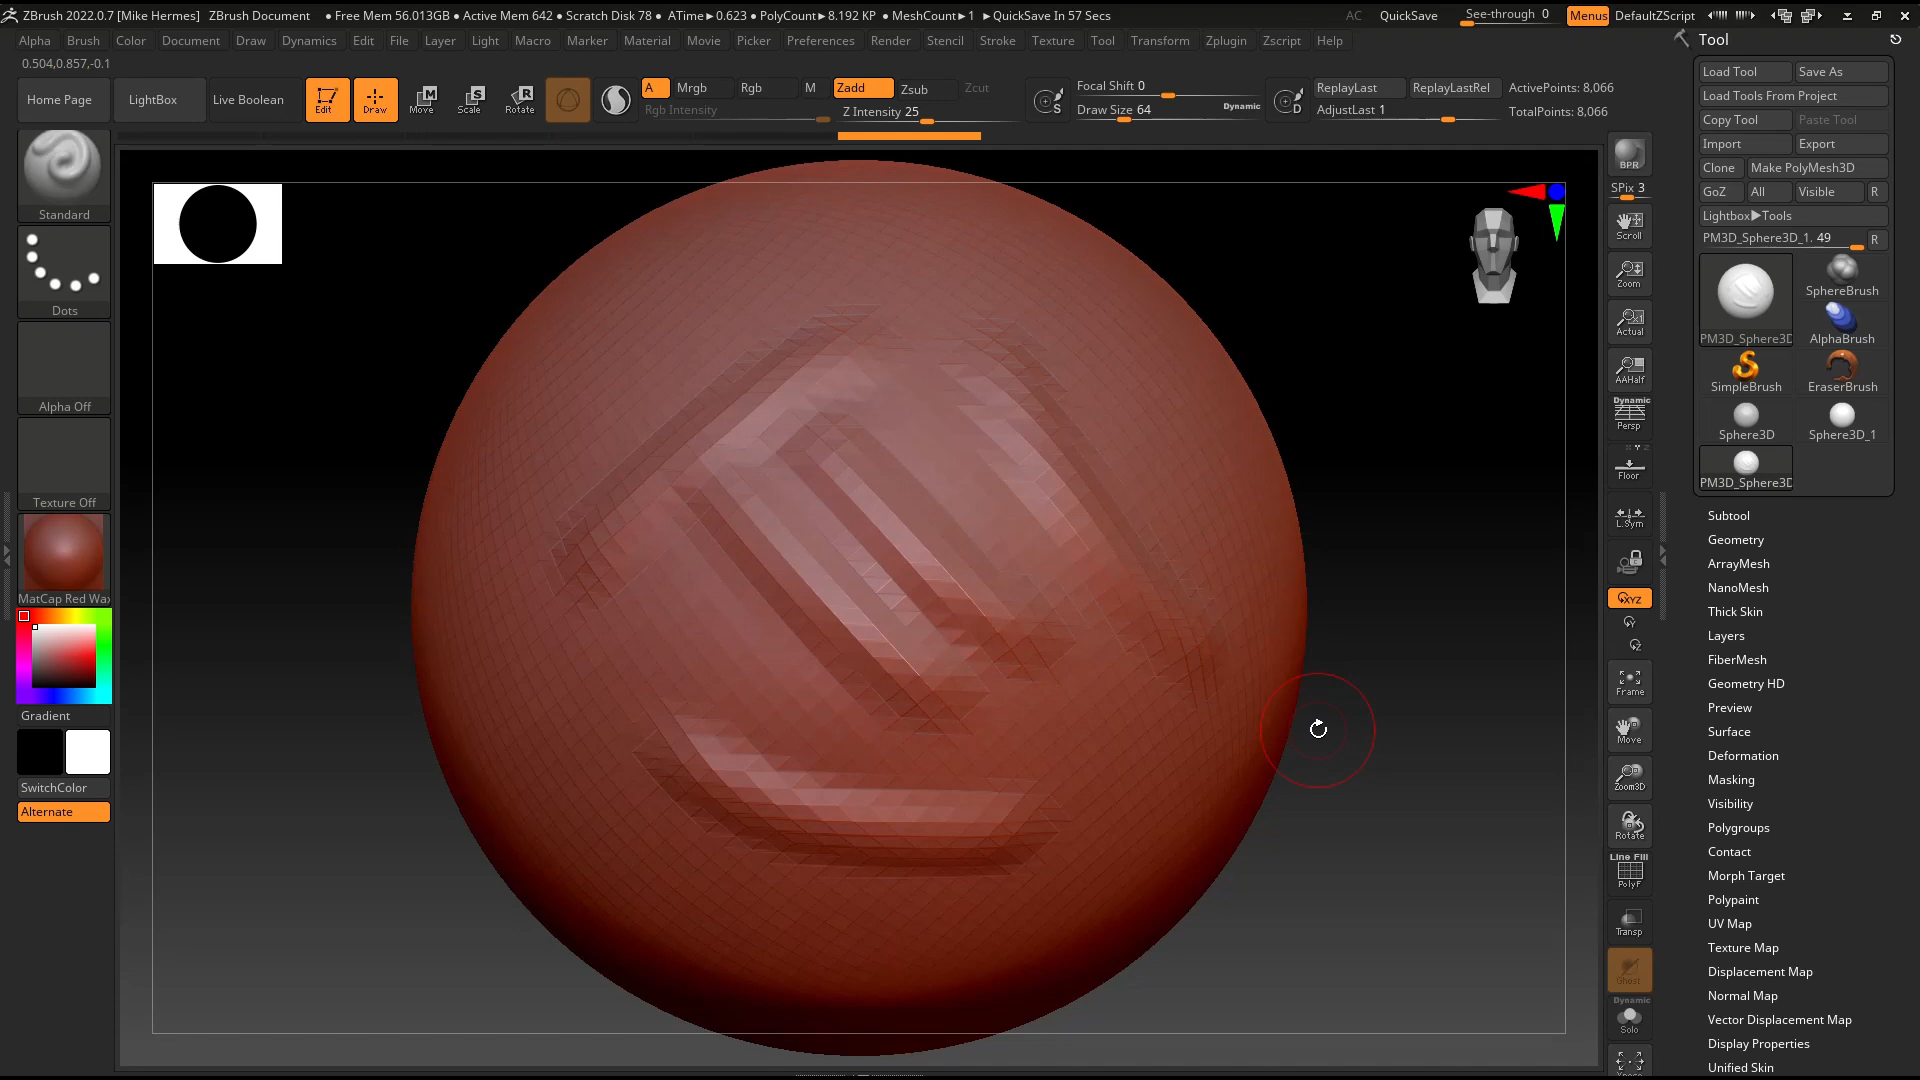 ZBrush 2022.0.7 [Mike Hermes] ZBrush Document ● Free Mem 56.013GB ● Active Mem 642 ● Scratch Disk 78 ● ATime►0.623 ● PolyCount►8.192 KP ● MeshCount►1 ►QuickSave In 57 Secs AC QuickSave See-through 0 Menus DefaultZScript
Alpha Brush Color Document Draw Dynamics Edit File Layer Light Macro Marker Material Movie Picker Preferences Render Stencil Stroke Texture Tool Transform Zplugin Zscript Help
Tool
0.504,0.857,-0.1
Home Page LightBox Live Boolean Edit Draw Move Scale Rotate
M S R
A Mrgb Rgb M Zadd Zsub Zcut
Rgb Intensity Z Intensity 25
S Focal Shift 0
Draw Size 64 Dynamic
D ReplayLast ReplayLastRel ActivePoints: 8,066
AdjustLast 1 TotalPoints: 8,066
Standard
Dots
Alpha Off
Texture Off
MatCap Red Wax
Gradient
SwitchColor
Alternate
BPR
SPix 3
Scroll
Zoom
Actual
AAHalf
Dynamic
Persp
Floor
L.Sym
XYZ
Y
Z
Frame
Move
Zoom3D
Rotate
Line Fill
PolyF
Transp
Ghost
Dynamic
Solo
Load Tool Save As
Load Tools From Project
Copy Tool Paste Tool
Import Export
Clone Make PolyMesh3D
GoZ All Visible R
Lightbox►Tools
PM3D_Sphere3D_1. 49 R
PM3D_Sphere3D
SphereBrush
AlphaBrush
SimpleBrush EraserBrush
Sphere3D Sphere3D_1
PM3D_Sphere3D
Subtool
Geometry
ArrayMesh
NanoMesh
Thick Skin
Layers
FiberMesh
Geometry HD
Preview
Surface
Deformation
Masking
Visibility
Polygroups
Contact
Morph Target
Polypaint
UV Map
Texture Map
Displacement Map
Normal Map
Vector Displacement Map
Display Properties
Unified Skin